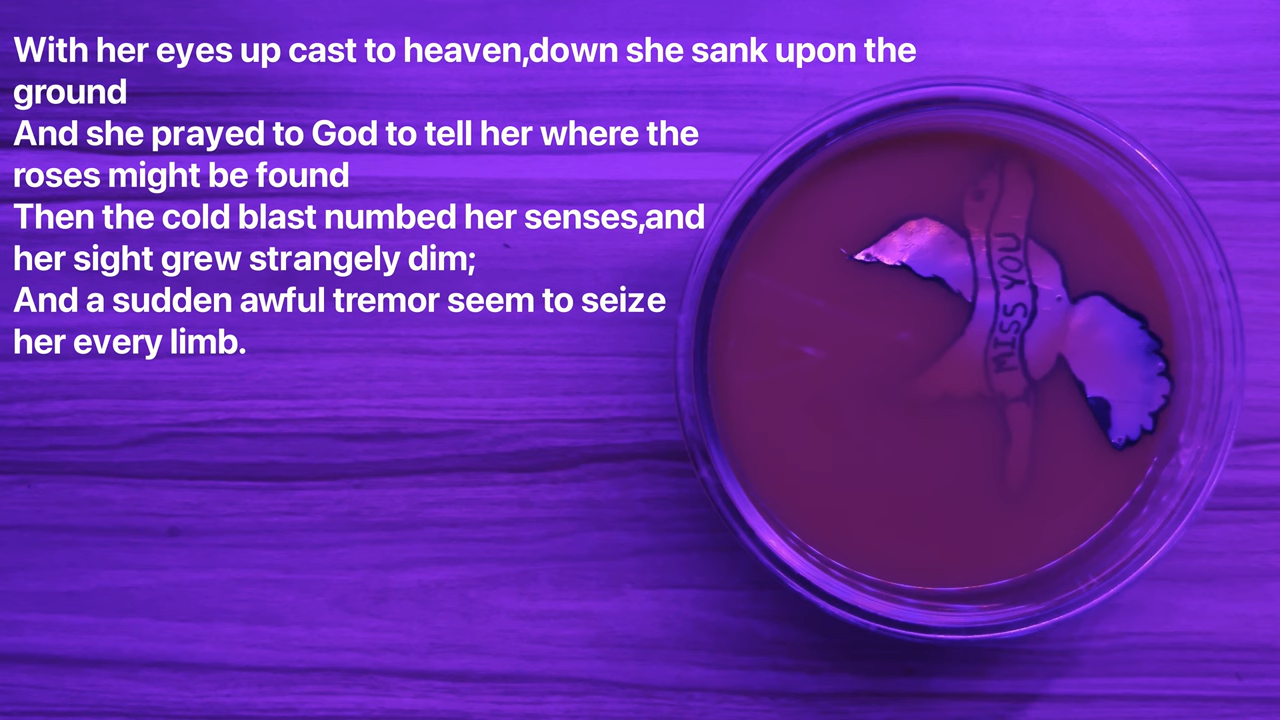 With her eyes up cast to heaven,down she sank upon the
ground
And she prayed to God to tell her where the
roses might be found
Then the cold blast numbed her senses,and
her sight grew strangely dim;
And a sudden awful tremor seem to seize
her every limb.
MISS YOU